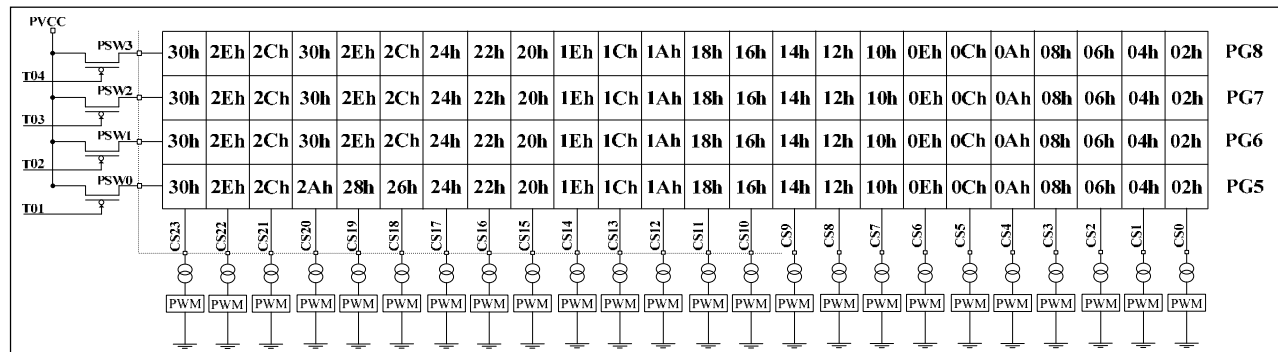 PVCC
PSW3 30h 2Eh 2Ch 30h 2Eh 2Ch 24h 22h 20h 1Eh 1Ch 1Ah 18h 16h 14h 12h 10h 0Eh 0Ch 0Ah 08h 06h 04h 02h PG8
T04
PSW2 30h 2Eh 2Ch 30h 2Eh 2Ch 24h 22h 20h 1Eh 1Ch 1Ah 18h 16h 14h 12h 10h 0Eh 0Ch 0Ah 08h 06h 04h 02h PG7
T03
PSW1 30h 2Eh 2Ch 30h 2Eh 2Ch 24h 22h 20h 1Eh 1Ch 1Ah 18h 16h 14h 12h 10h 0Eh 0Ch 0Ah 08h 06h 04h 02h PG6
T02
PSW0 30h 2Eh 2Ch 2Ah 28h 26h 24h 22h 20h 1Eh 1Ch 1Ah 18h 16h 14h 12h 10h 0Eh 0Ch 0Ah 08h 06h 04h 02h PG5
T01
CS23 CS22 CS21 CS20 CS19 CS18 CS17 CS16 CS15 CS14 CS13 CS12 CS11 CS10 CS9 CS8 CS7 CS6 CS5 CS4 CS3 CS2 CS1 CS0
PWM PWM PWM PWM PWM PWM PWM PWM PWM PWM PWM PWM PWM PWM PWM PWM PWM PWM PWM PWM PWM PWM PWM PWM